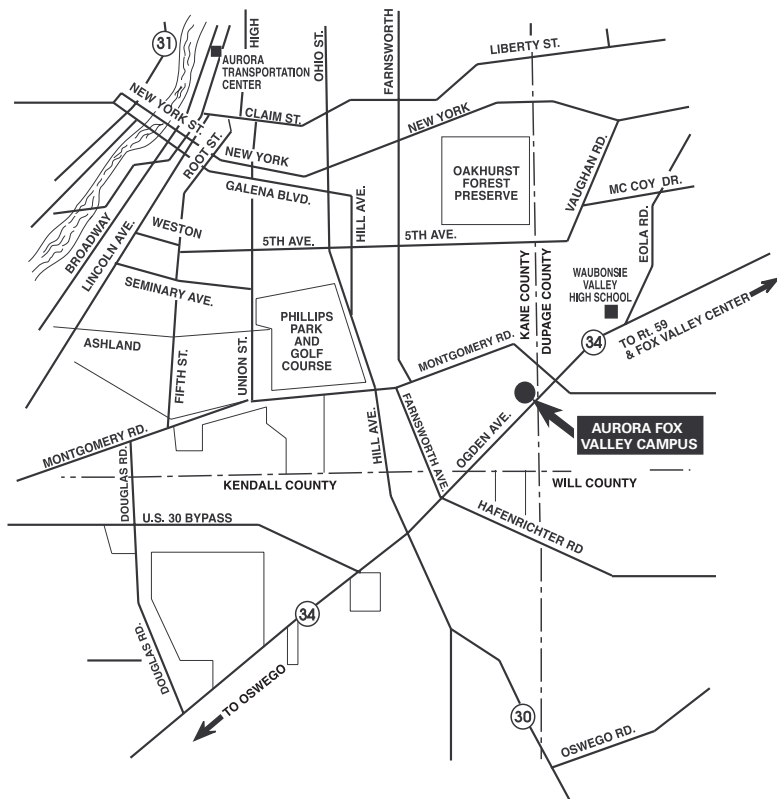 31
HIGH
OHIO ST.
FARNSWORTH
LIBERTY ST.
AURORA
TRANSPORTATION
CENTER
NEW YORK ST.
CLAIM ST.
NEW YORK
ROOT ST.
NEW YORK
OAKHURST
FOREST
PRESERVE
VAUGHAN RD.
MC COY DR.
GALENA BLVD.
HILL AVE.
EOLA RD.
WESTON
5TH AVE.
5TH AVE.
BROADWAY
LINCOLN AVE.
KANE COUNTY
DUPAGE COUNTY
WAUBONSIE
VALLEY
HIGH SCHOOL
SEMINARY AVE.
PHILLIPS
PARK
AND
GOLF
COURSE
TO Rt. 59
& FOX VALLEY CENTER
34
ASHLAND
FIFTH ST.
UNION ST.
MONTGOMERY RD.
AURORA FOX
VALLEY CAMPUS
MONTGOMERY RD.
HILL AVE.
FARNSWORTH AVE.
OGDEN AVE.
DOUGLAS RD.
KENDALL COUNTY
WILL COUNTY
U.S. 30 BYPASS
HAFENRICHTER RD
34
DOUGLAS RD.
TO OSWEGO
30
OSWEGO RD.